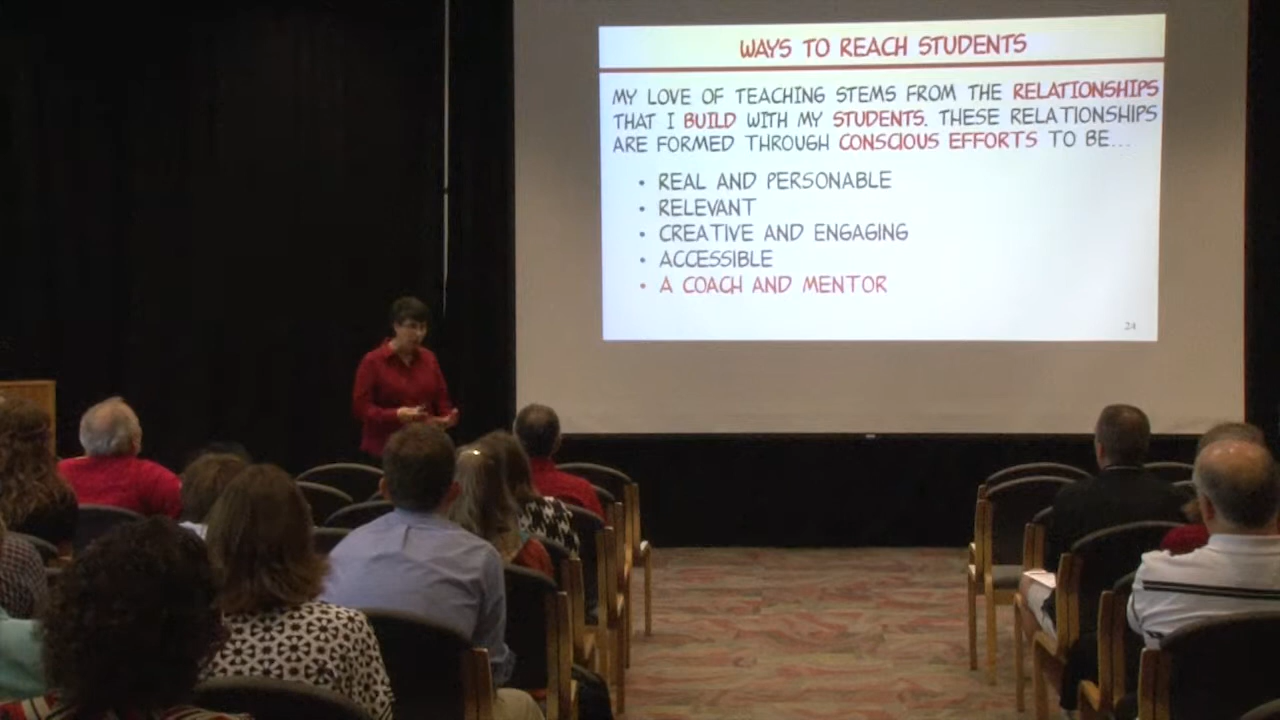 WAYS TO REACH STUDENTS
MY LOVE OF TEACHING STEMS FROM THE RELATIONSHIPS
THAT I BUILD WITH MY STUDENTS. THESE RELATIONSHIPS
ARE FORMED THROUGH CONSCIOUS EFFORTS TO BE...
• REAL AND PERSONABLE
• RELEVANT
• CREATIVE AND ENGAGING
• ACCESSIBLE
• A COACH AND MENTOR
24